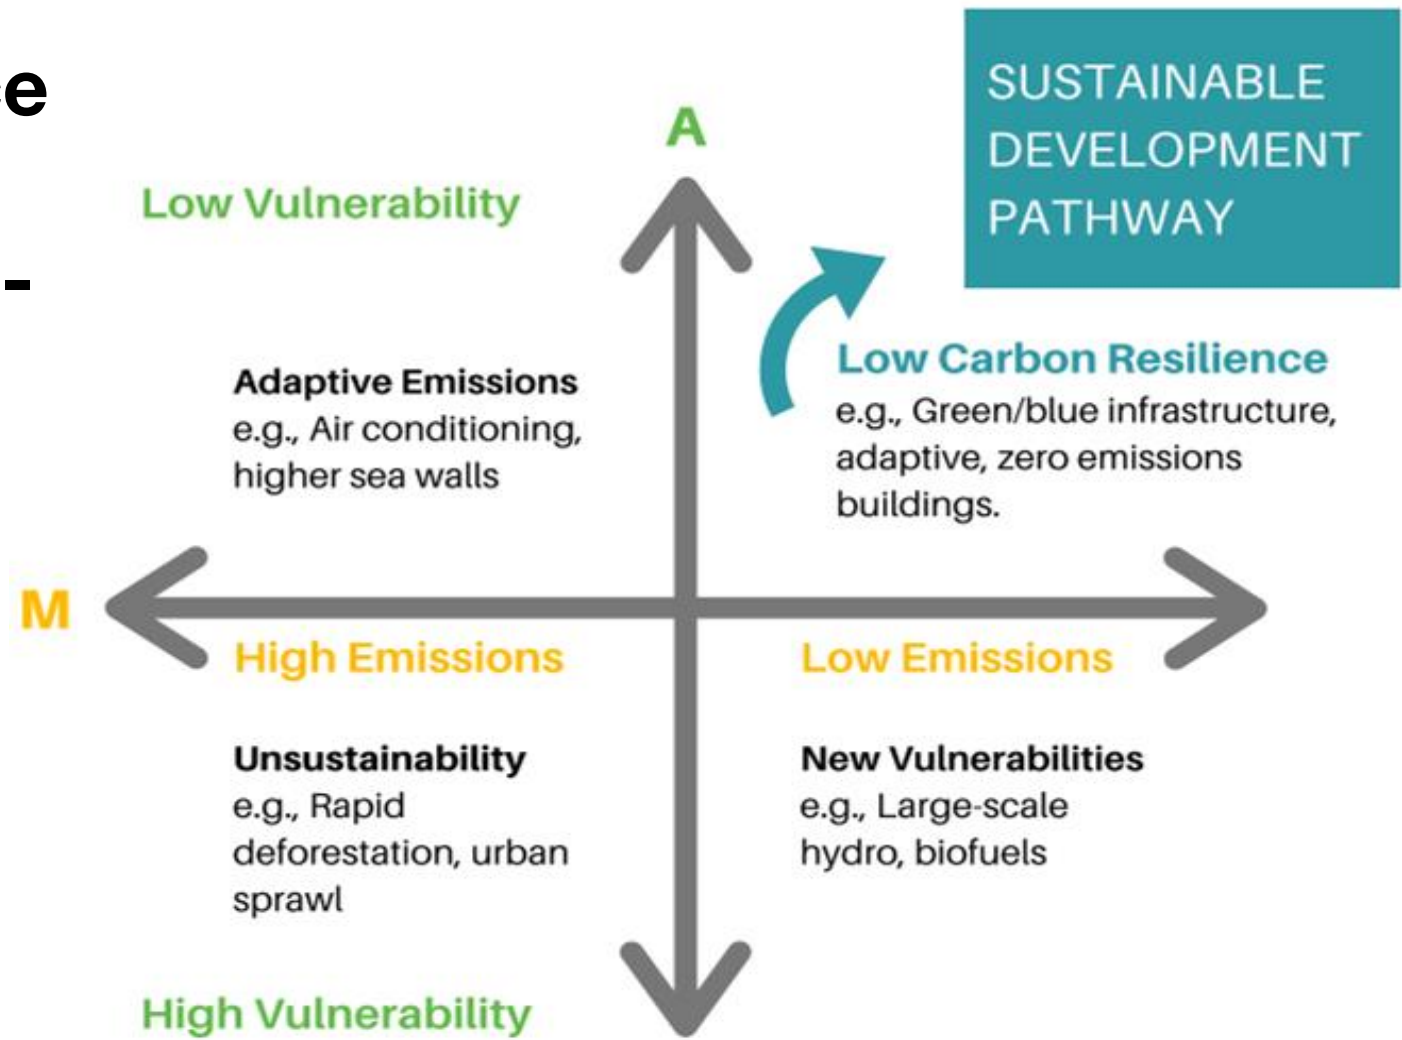 SUSTAINABLE
DEVELOPMENT
PATHWAY
A
Low Vulnerability
Adaptive Emissions
e.g., Air conditioning,
higher sea walls
Low Carbon Resilience
e.g., Green/blue infrastructure,
adaptive, zero emissions
buildings.
M
High Emissions
Low Emissions
Unsustainability
e.g., Rapid
deforestation, urban
sprawl
New Vulnerabilities
e.g., Large-scale
hydro, biofuels
High Vulnerability